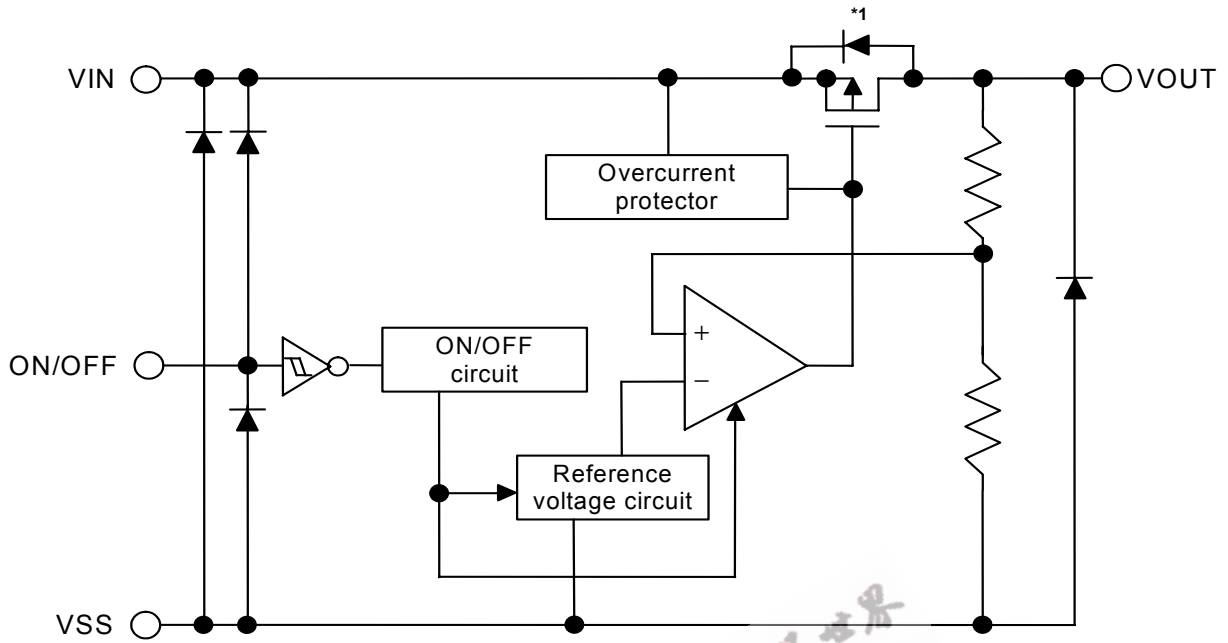 *1
VIN
VOUT
Overcurrent
protector
ON/OFF
ON/OFF
circuit
+
−
Reference
voltage circuit
VSS